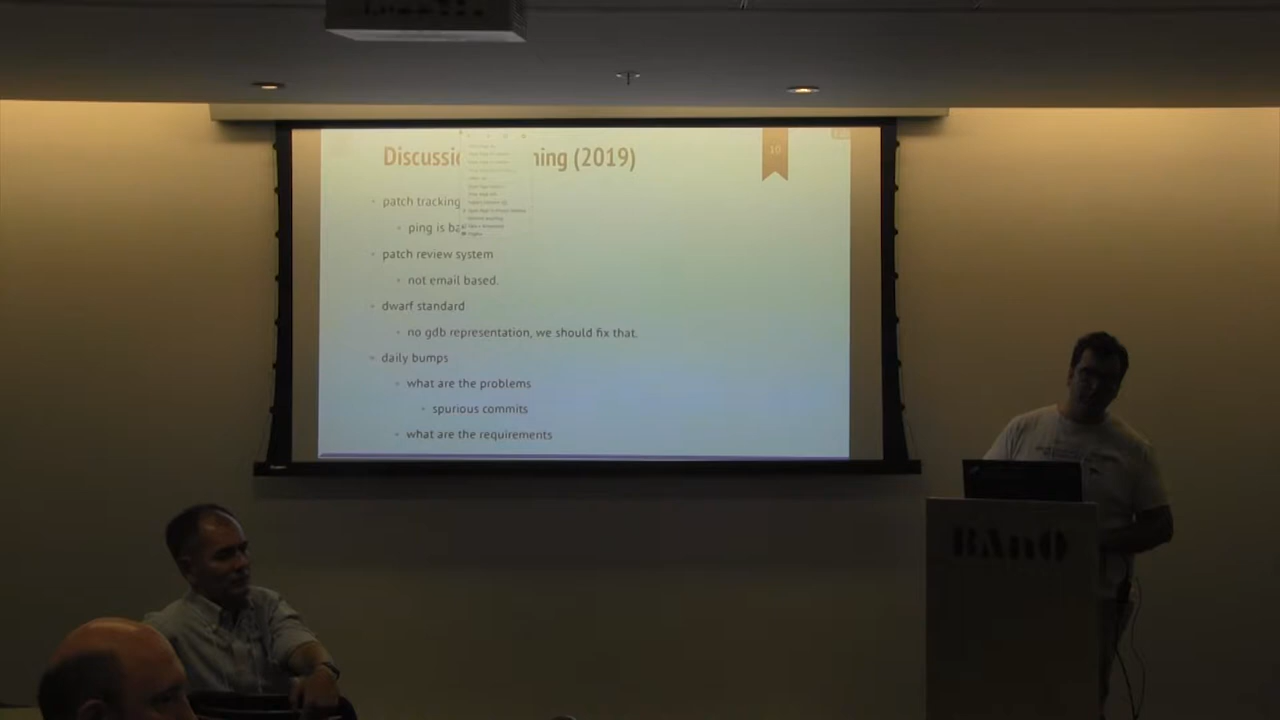 Discussi ning (2019)
10
patch tracking
ping is ba
patch review system
not email based.
dwarf standard
no gdb representation, we should fix that.
daily bumps
what are the problems
spurious commits
what are the requirements
BAnQ